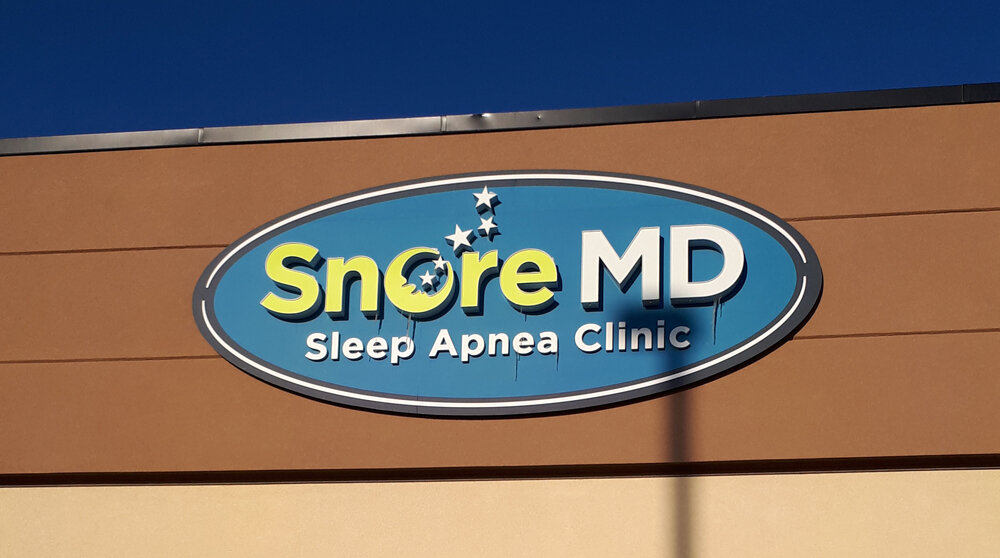 Snore MD
Sleep Apnea Clinic